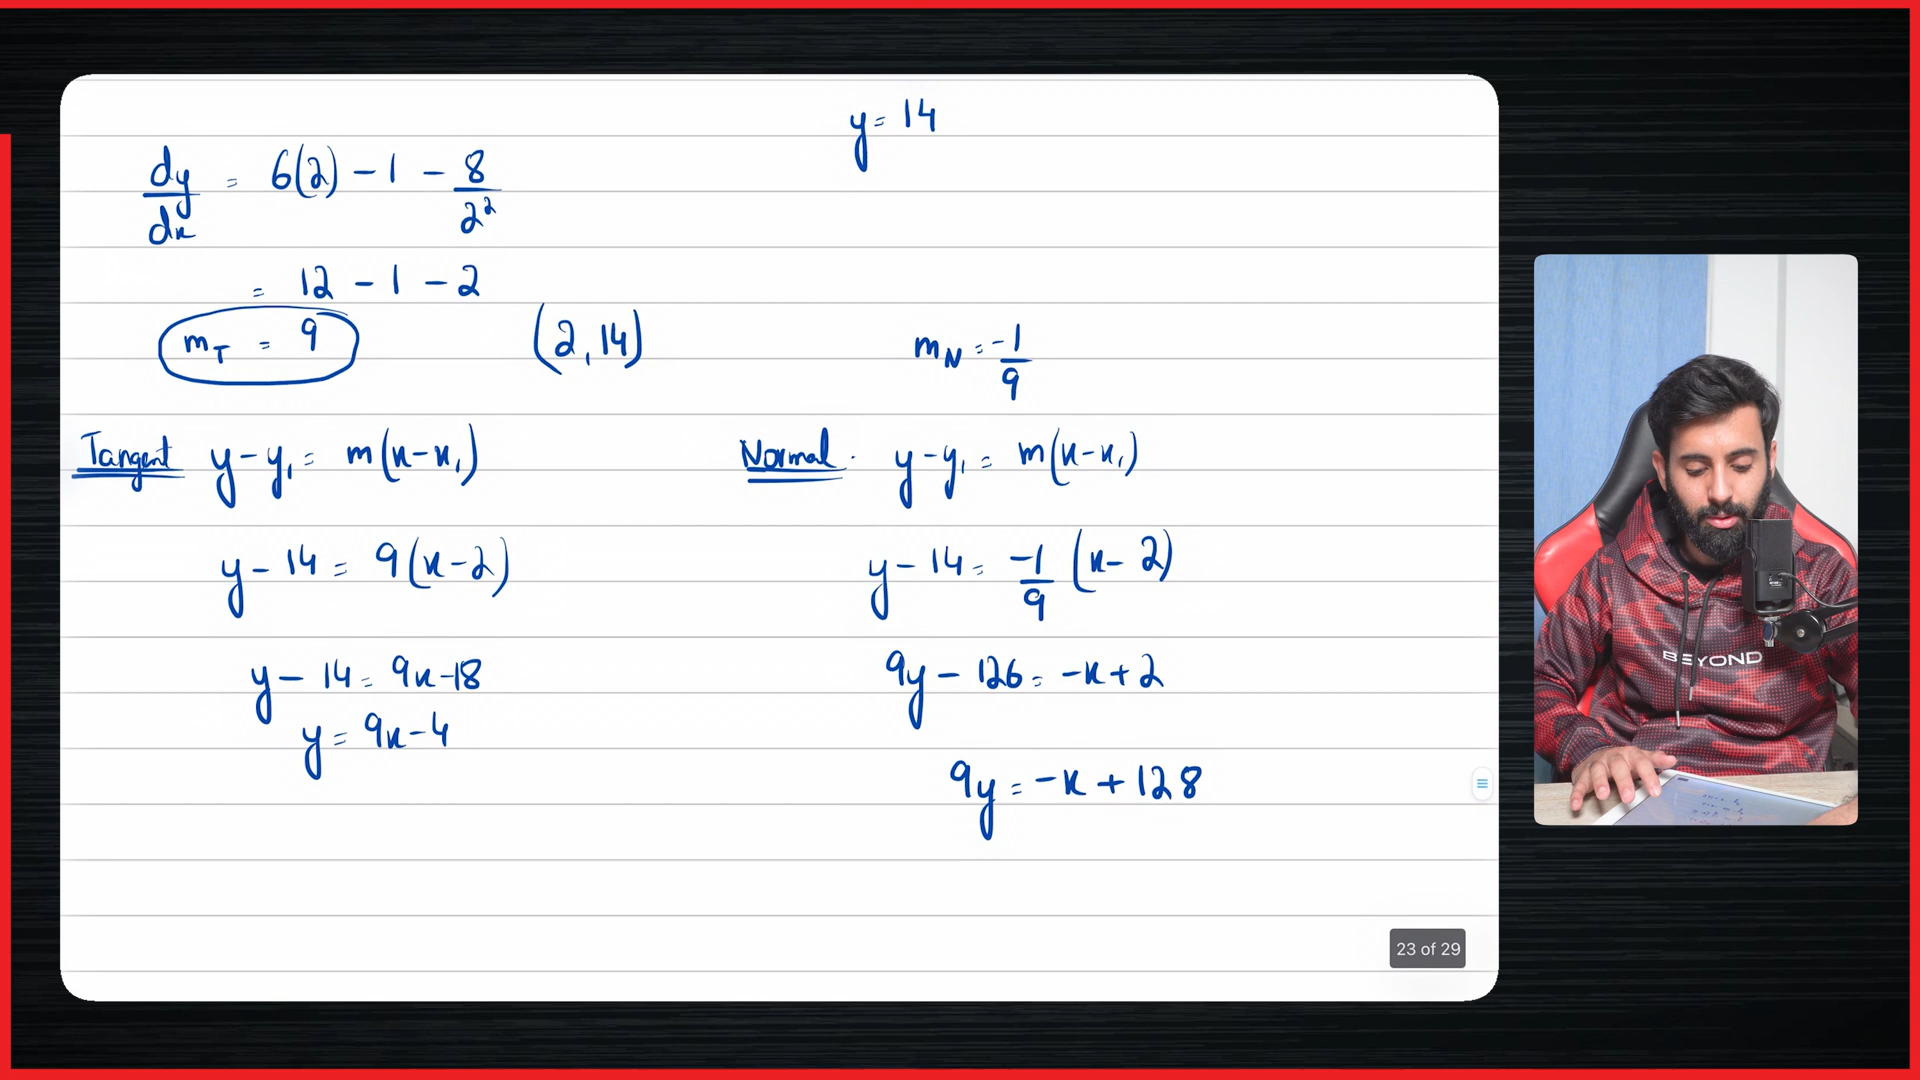 y = 14
dy/dx = 6(2) - 1 - 8/2²
= 12 - 1 - 2
m_T = 9
(2, 14)
m_N = -1/9
Tangent y - y₁ = m(x - x₁)
y - 14 = 9(x - 2)
y - 14 = 9x - 18
y = 9x - 4
Normal. y - y₁ = m(x - x₁)
y - 14 = -1/9 (x - 2)
9y - 126 = -x + 2
9y = -x + 128
23 of 29
BEYOND